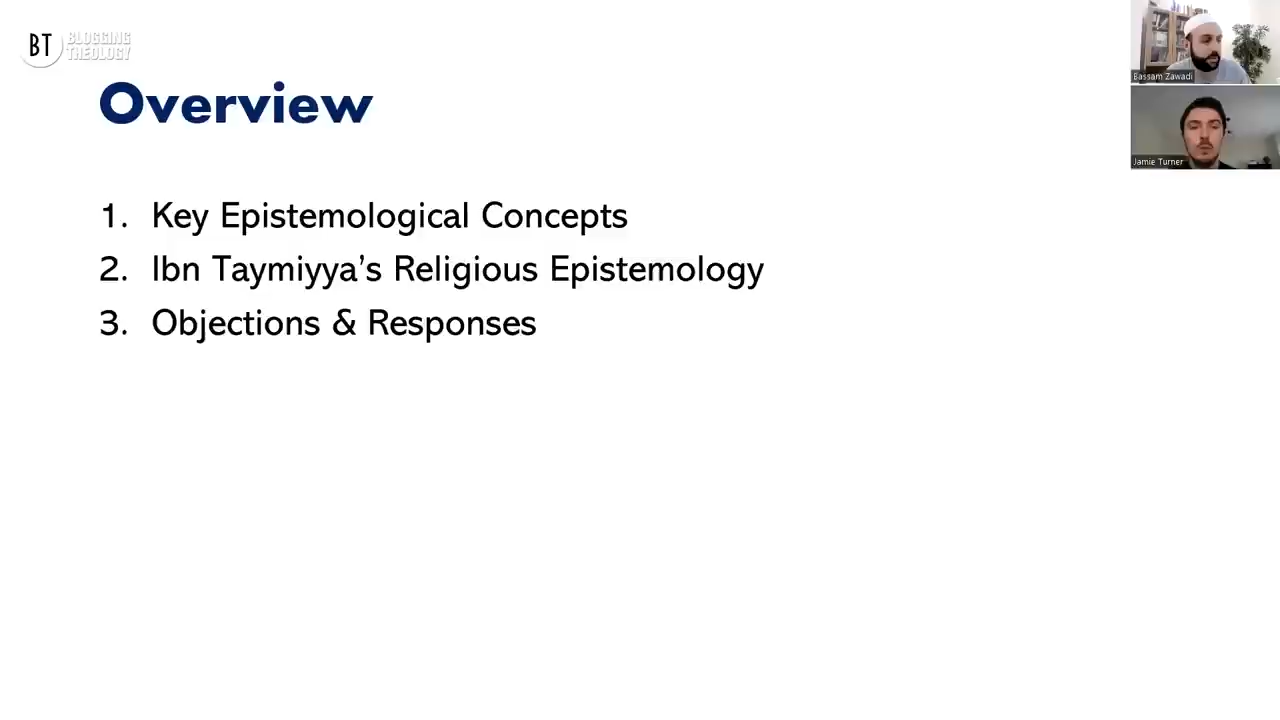 BT BLOGGING
THEOLOGY
Overview
1. Key Epistemological Concepts
2. Ibn Taymiyya's Religious Epistemology
3. Objections & Responses
Bassam Zawadi
Jamie Turner